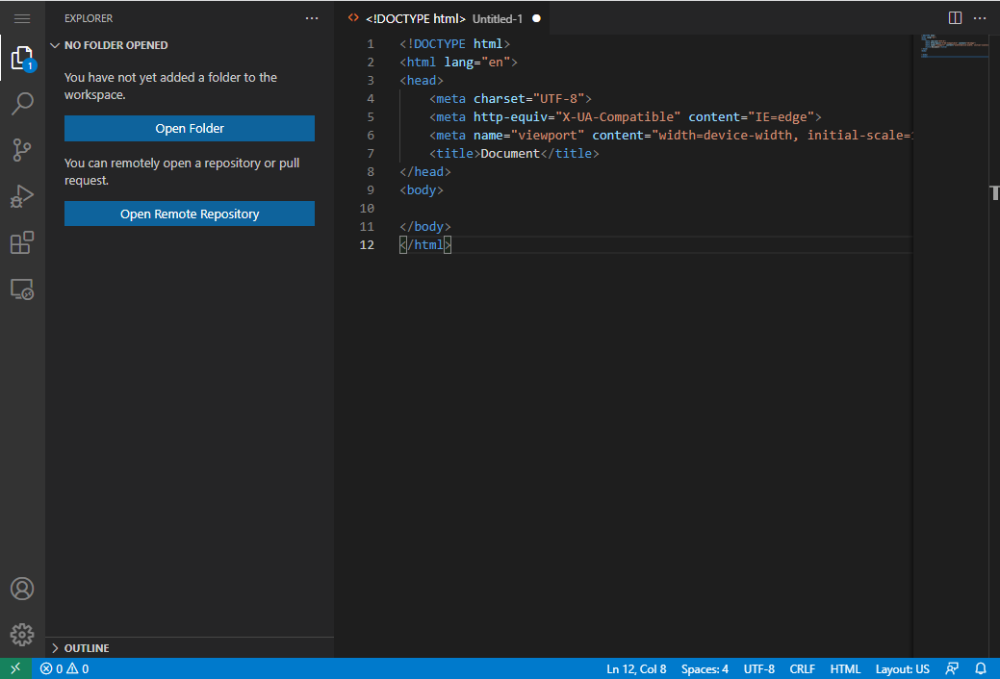 EXPLORER
NO FOLDER OPENED
You have not yet added a folder to the
workspace.
Open Folder
You can remotely open a repository or pull
request.
Open Remote Repository
OUTLINE
1
<!DOCTYPE html> Untitled-1
1 <!DOCTYPE html>
2 <html lang="en">
3 <head>
4 <meta charset="UTF-8">
5 <meta http-equiv="X-UA-Compatible" content="IE=edge">
6 <meta name="viewport" content="width=device-width, initial-scale=
7 <title>Document</title>
8 </head>
9 <body>
10
11 </body>
12 </html>
0 0
Ln 12, Col 8 Spaces: 4 UTF-8 CRLF HTML Layout: US